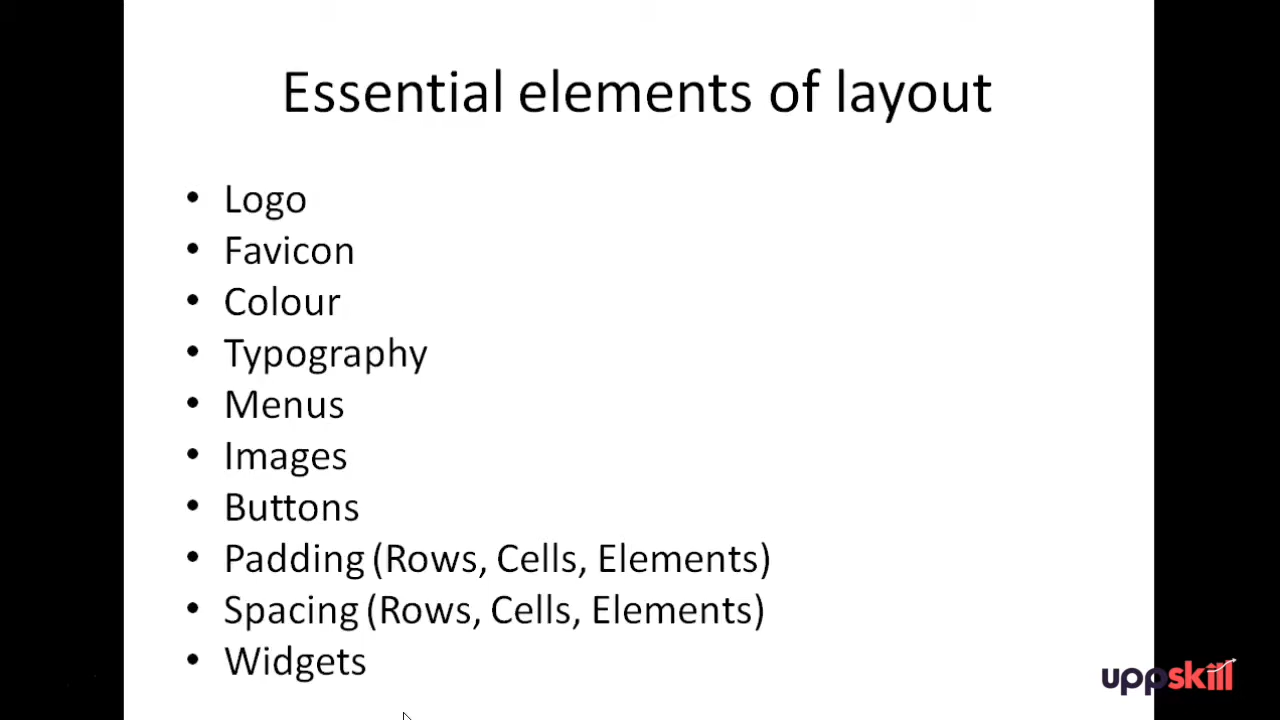 Essential elements of layout
• Logo
• Favicon
• Colour
• Typography
• Menus
• Images
• Buttons
• Padding (Rows, Cells, Elements)
• Spacing (Rows, Cells, Elements)
• Widgets
uppskill